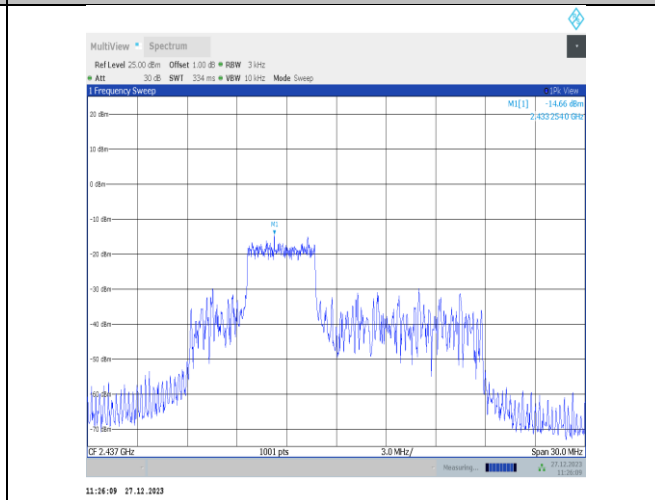 MultiView Spectrum
Ref Level 25.00 dBm Offset 1.00 dB RBW 3 kHz
Att 30 dB SWT 334 ms VBW 10 kHz Mode Sweep
1 Frequency Sweep 1Pk View
M1[1] -14.66 dBm
2.4332540 GHz
20 dBm
10 dBm
0 dBm
-10 dBm
M1
-20 dBm
-30 dBm
-40 dBm
-50 dBm
-60 dBm
-70 dBm
CF 2.437 GHz 1001 pts 3.0 MHz/ Span 30.0 MHz
Measuring... 27.12.2023
11:26:09
11:26:09 27.12.2023